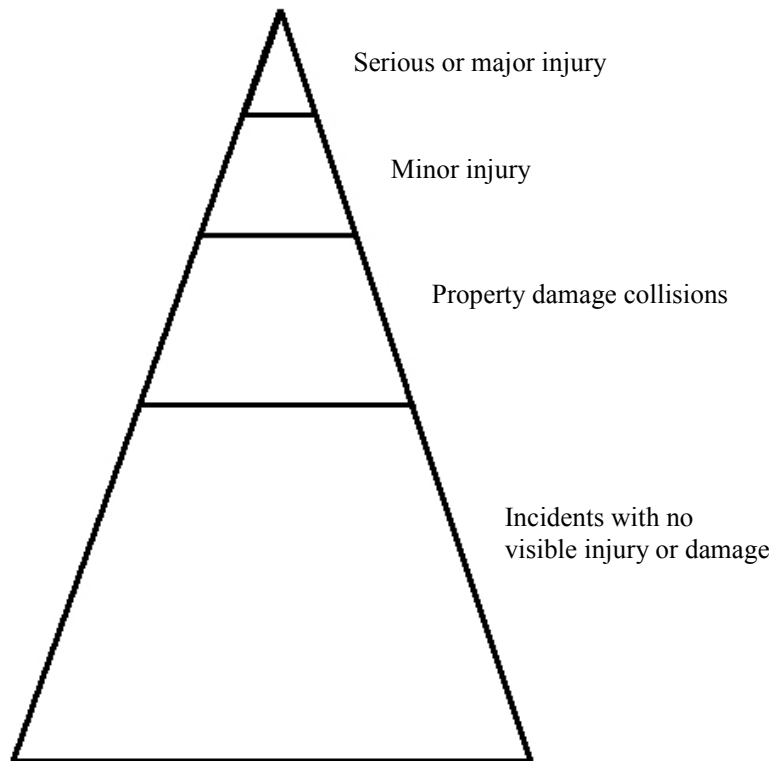 Serious or major injury
Minor injury
Property damage collisions
Incidents with no
visible injury or damage